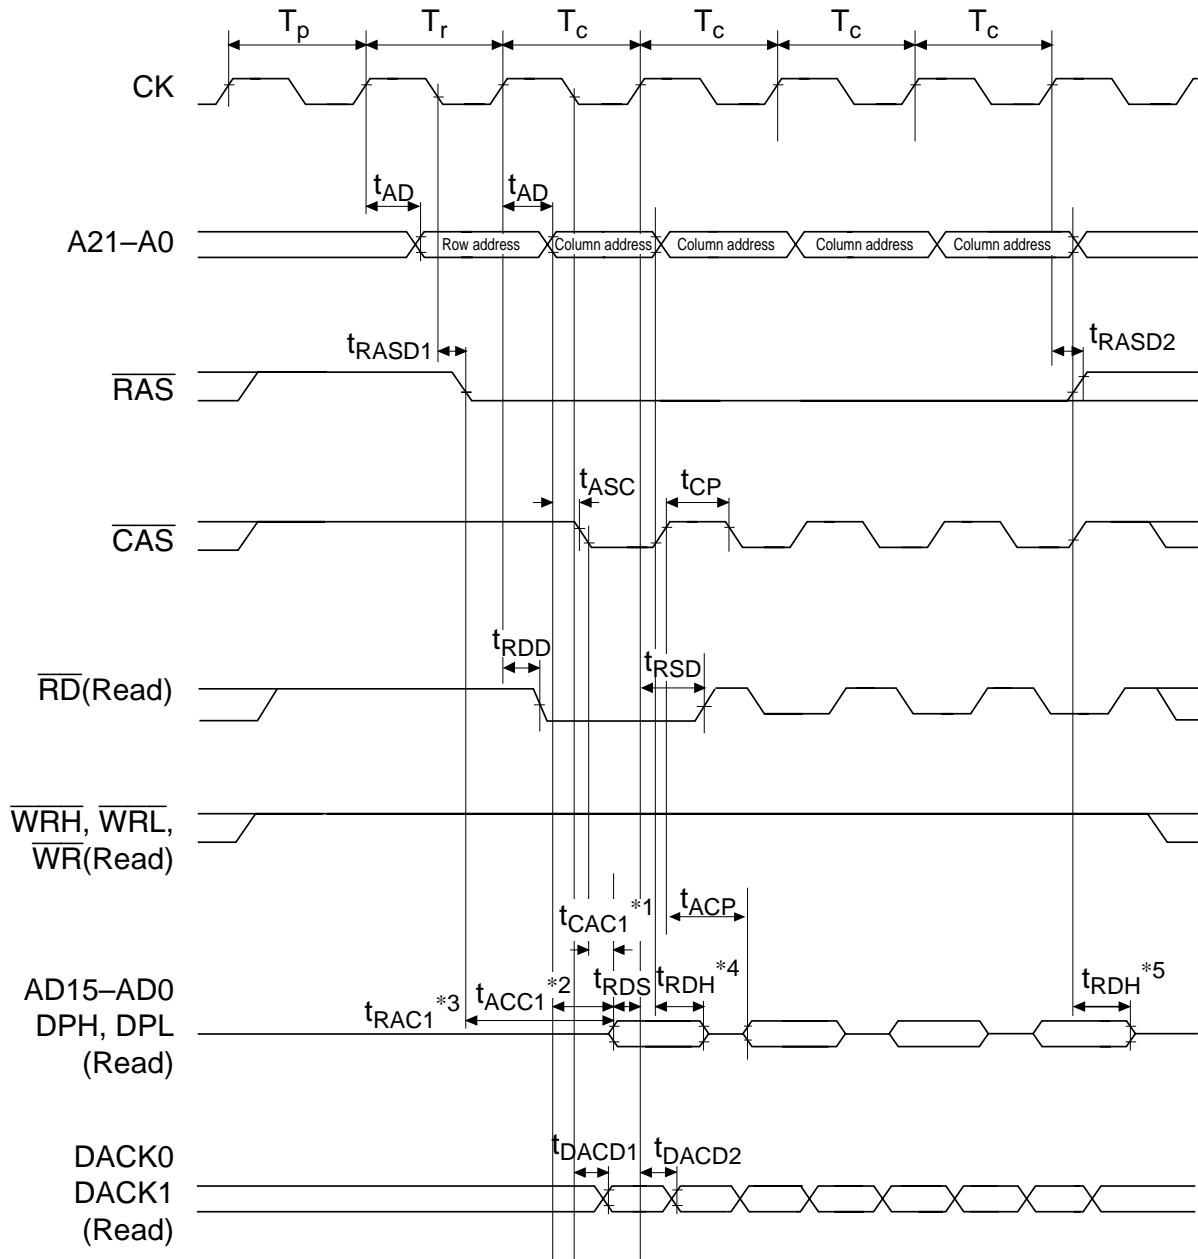 Tp Tr Tc Tc Tc Tc
CK
tAD tAD
A21–A0 Row address Column address Column address Column address Column address
tRASD1 tRASD2
RAS
tASC tCP
CAS
tRDD tRSD
RD(Read)
WRH, WRL,
WR(Read)
tCAC1*1 tACP
AD15–AD0
DPH, DPL
(Read)
tRAC1*3 tACC1*2 tRDS tRDH*4 tRDH*5
DACK0
DACK1
(Read)
tDACD1 tDACD2